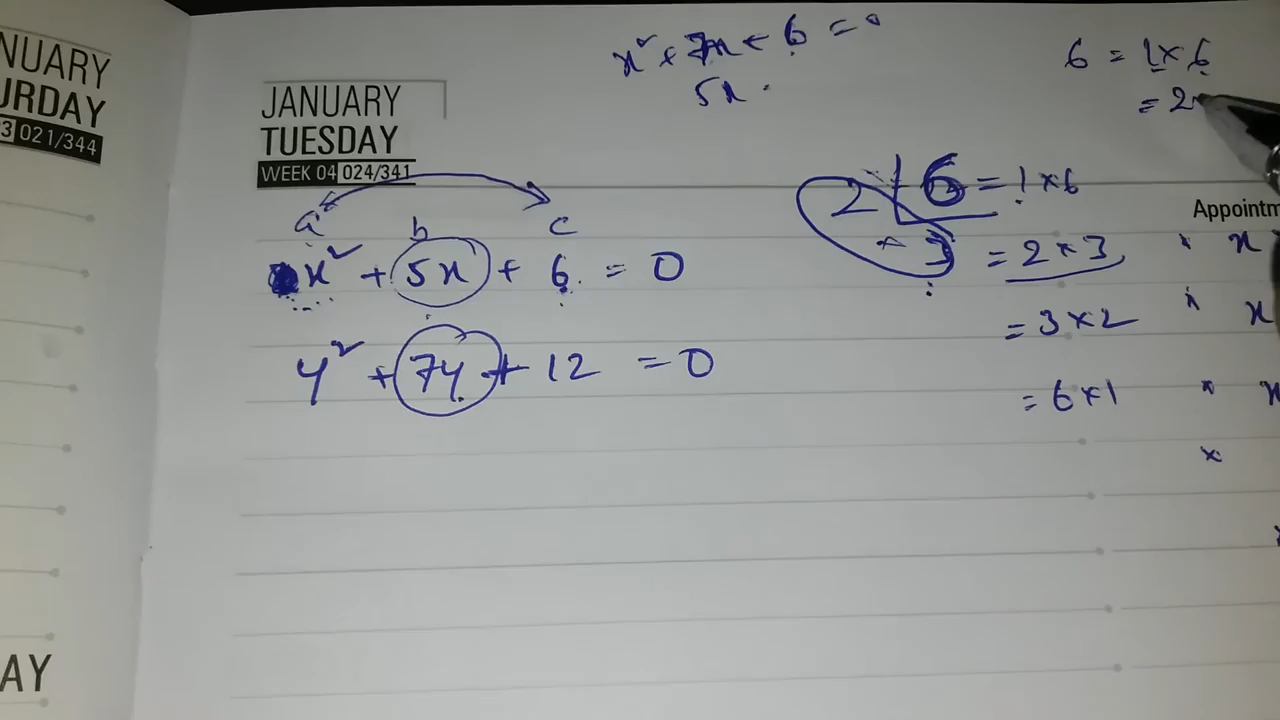 NUARY
URDAY
3 021/344
JANUARY
TUESDAY
WEEK 04 024/341
x² + 7x + 6 = 0
5x
6 = 1 × 6
= 2
a b c
x² + 5x + 6 = 0
y² + 7y + 12 = 0
2 6 = 1 × 6
+ 3 = 2 × 3
= 3 × 2
= 6 × 1
Appointm
x
x
x
AY